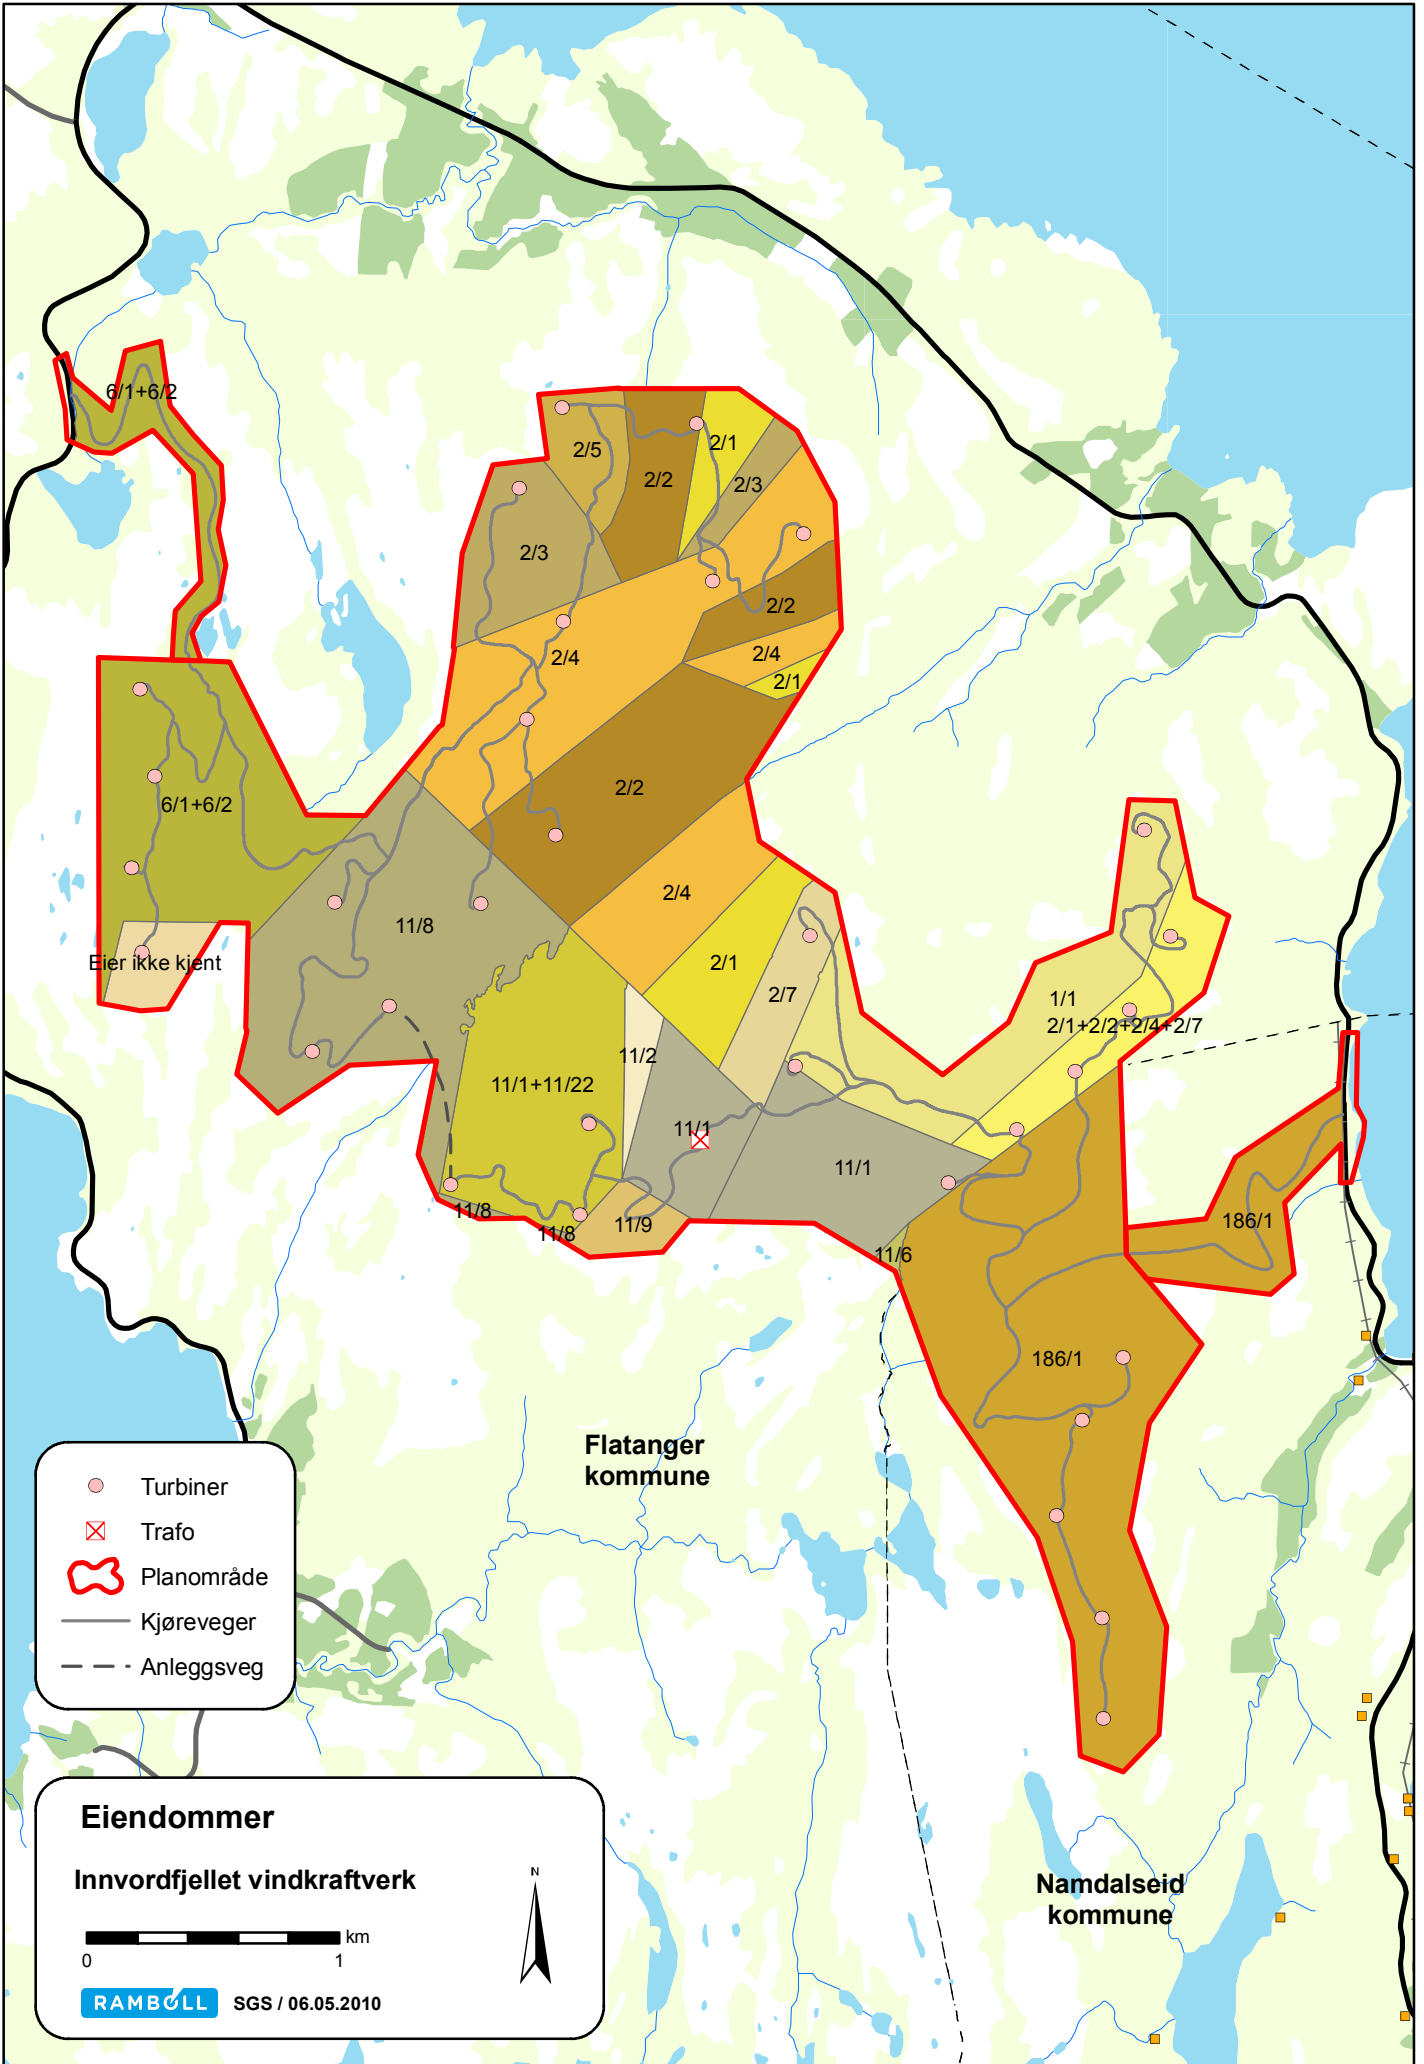 6/1+6/2
2/5
2/1
2/2
2/3
2/3
2/2
2/4
2/4
2/1
2/2
6/1+6/2
2/4
11/8
2/1
Eier ikke kjent
2/7
1/1
2/1+2/2+2/4+2/7
11/2
11/1+11/22
11/1
11/1
11/8
11/8
11/9
11/6
186/1
186/1
Flatanger
kommune
Turbiner
Trafo
Planområde
Kjøreveger
Anleggsveg
Eiendommer
Innvordfjellet vindkraftverk
N
km
0 1
RAMBOLL SGS / 06.05.2010
Namdalseid
kommune